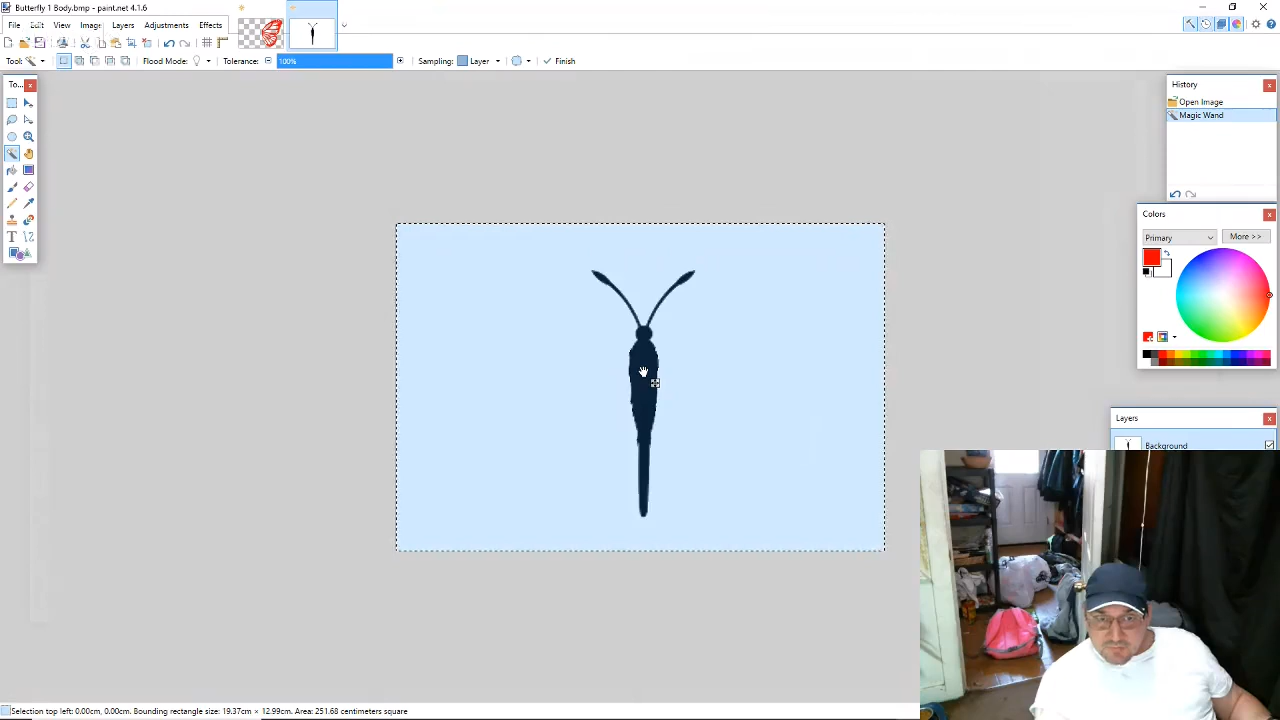 Butterfly 1 Body.bmp - paint.net 4.1.6
File Edit View Image Layers Adjustments Effects
Tool: Flood Mode: Tolerance: 100% Sampling: Layer Finish
To...
History
Open Image
Magic Wand
Colors
Primary More >>
Layers
Background
Selection top left: 0.00cm, 0.00cm. Bounding rectangle size: 19.37cm × 12.99cm. Area: 251.68 centimeters square